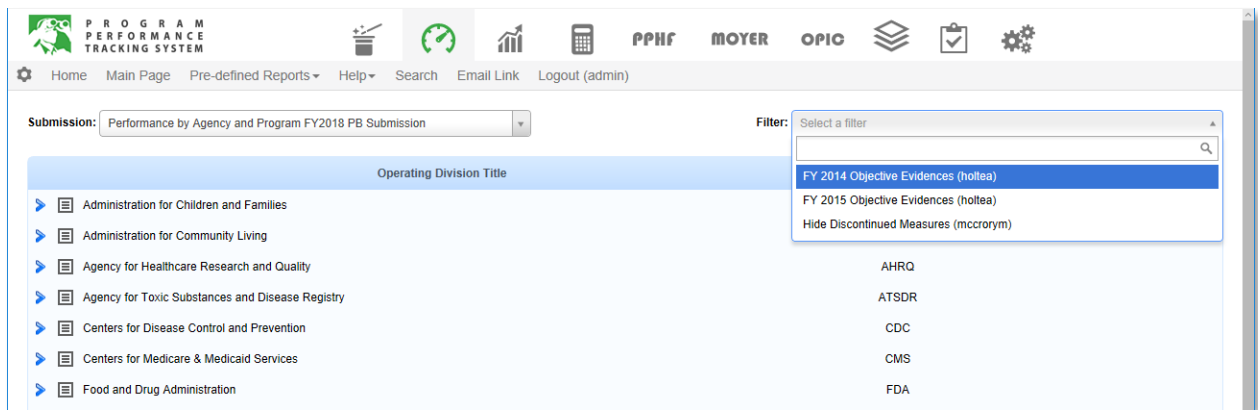 PROGRAM
PERFORMANCE
TRACKING SYSTEM
PPHF MOYER OPIC
Home Main Page Pre-defined Reports Help Search Email Link Logout (admin)
Submission: Performance by Agency and Program FY2018 PB Submission Filter: Select a filter
Operating Division Title
FY 2014 Objective Evidences (holtea)
FY 2015 Objective Evidences (holtea)
Hide Discontinued Measures (mccrorym)
Administration for Children and Families
Administration for Community Living
Agency for Healthcare Research and Quality AHRQ
Agency for Toxic Substances and Disease Registry ATSDR
Centers for Disease Control and Prevention CDC
Centers for Medicare & Medicaid Services CMS
Food and Drug Administration FDA